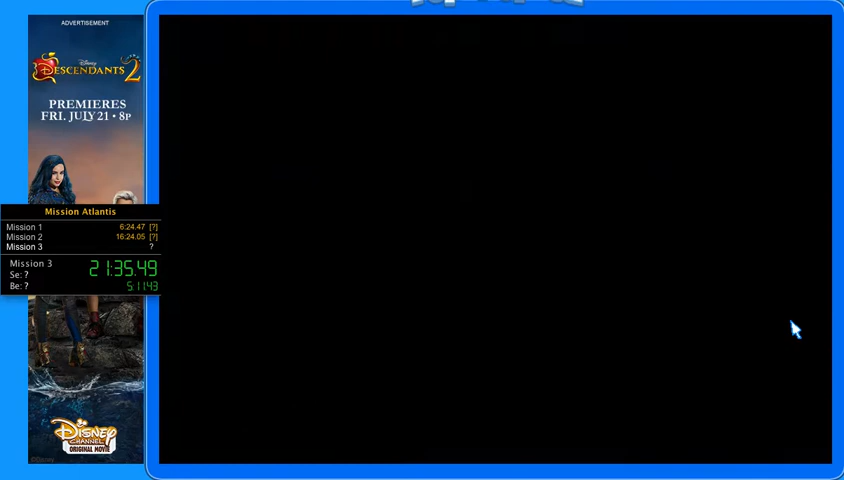 ADVERTISEMENT
Disney
DESCENDANTS 2
PREMIERES
FRI. JULY 21 • 8P
Mission Atlantis
Mission 1 6:24.47 [?]
Mission 2 16:24.05 [?]
Mission 3 ?
Mission 3 21:35.49
Se: ?
Be: ? 5:11.43
Disney
CHANNEL
ORIGINAL MOVIE
©Disney